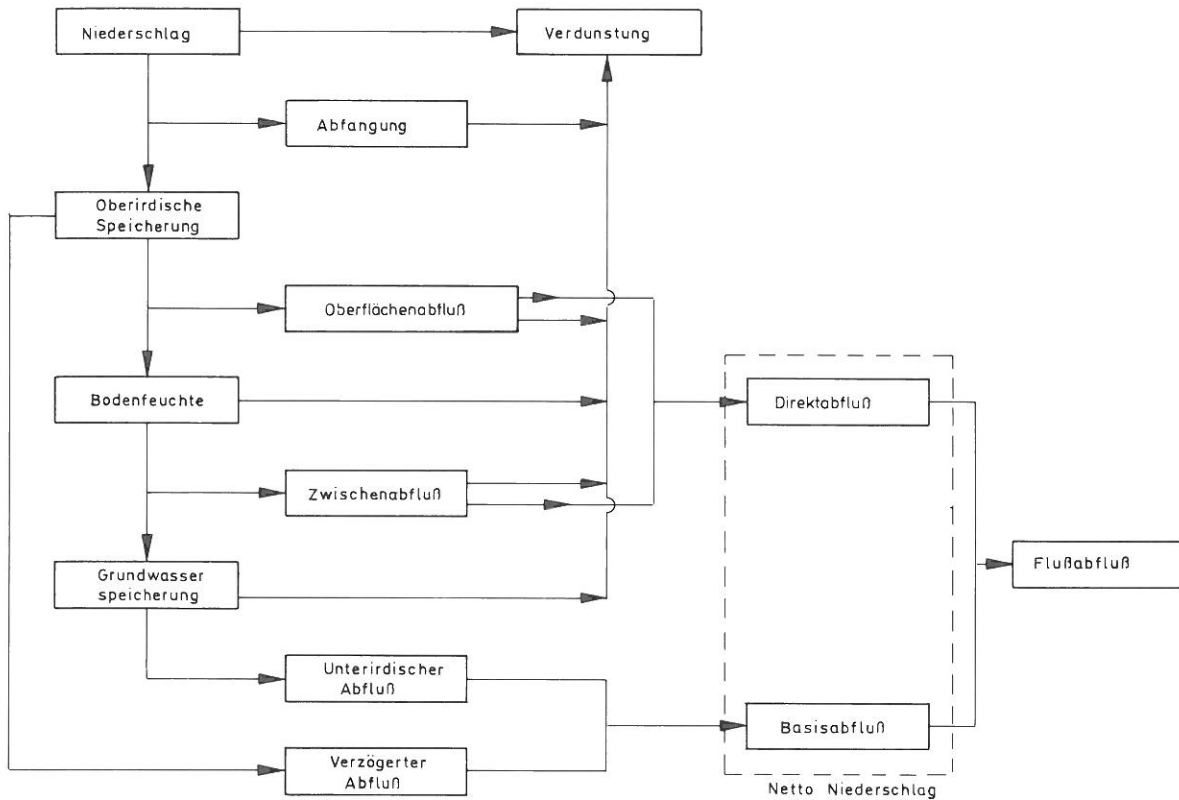 Niederschlag
Verdunstung
Abfangung
Oberirdische
Speicherung
Oberflächenabfluß
Bodenfeuchte
Direktabfluß
Zwischenabfluß
Flußabfluß
Grundwasser
speicherung
Unterirdischer
Abfluß
Basisabfluß
Verzögerter
Abfluß
Netto Niederschlag